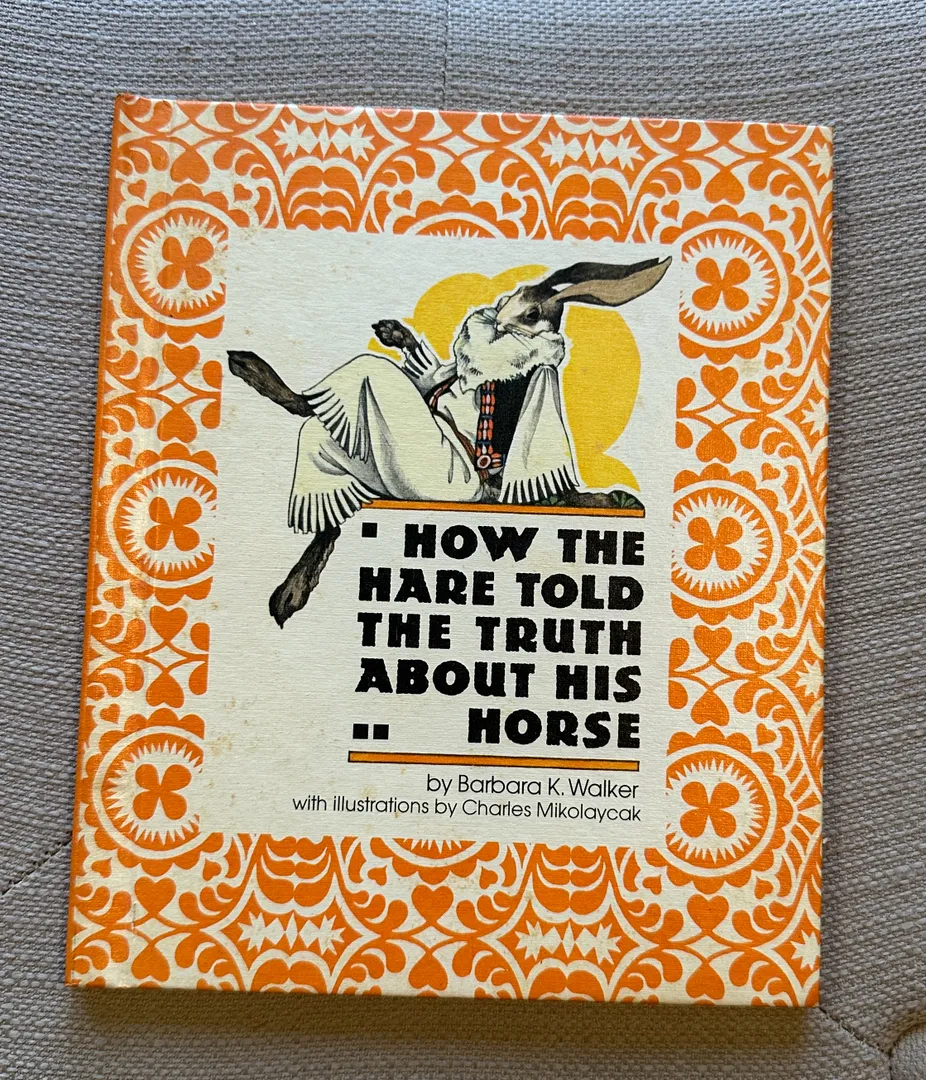 HOW THE
HARE TOLD
THE TRUTH
ABOUT HIS
HORSE
by Barbara K. Walker
with illustrations by Charles Mikolaycak